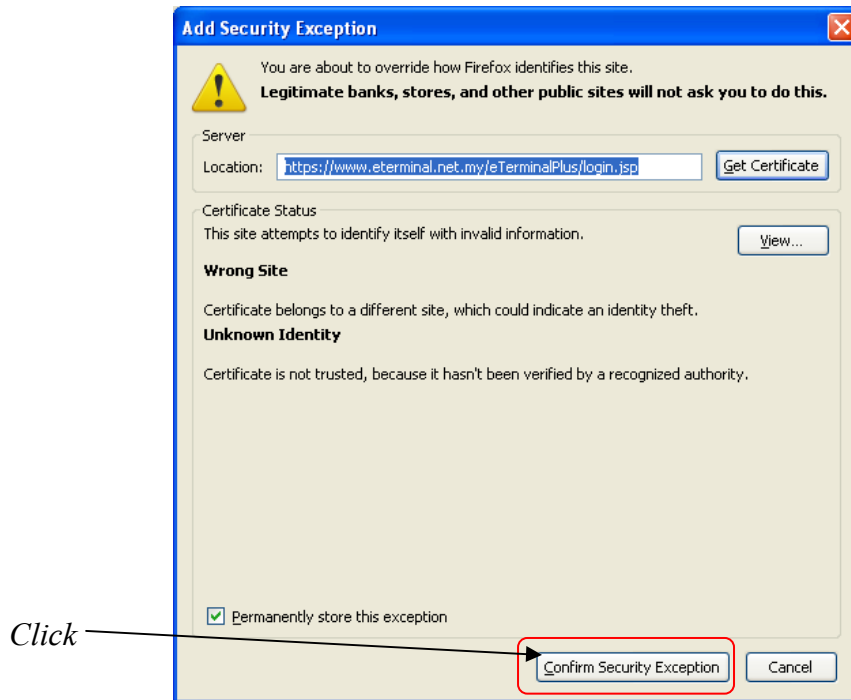 Add Security Exception
You are about to override how Firefox identifies this site.
Legitimate banks, stores, and other public sites will not ask you to do this.
Server
Location: https://www.eterminal.net.my/eTerminalPlus/login.jsp Get Certificate
Certificate Status
This site attempts to identify itself with invalid information.
View...
Wrong Site
Certificate belongs to a different site, which could indicate an identity theft.
Unknown Identity
Certificate is not trusted, because it hasn't been verified by a recognized authority.
Permanently store this exception
Click
Confirm Security Exception Cancel